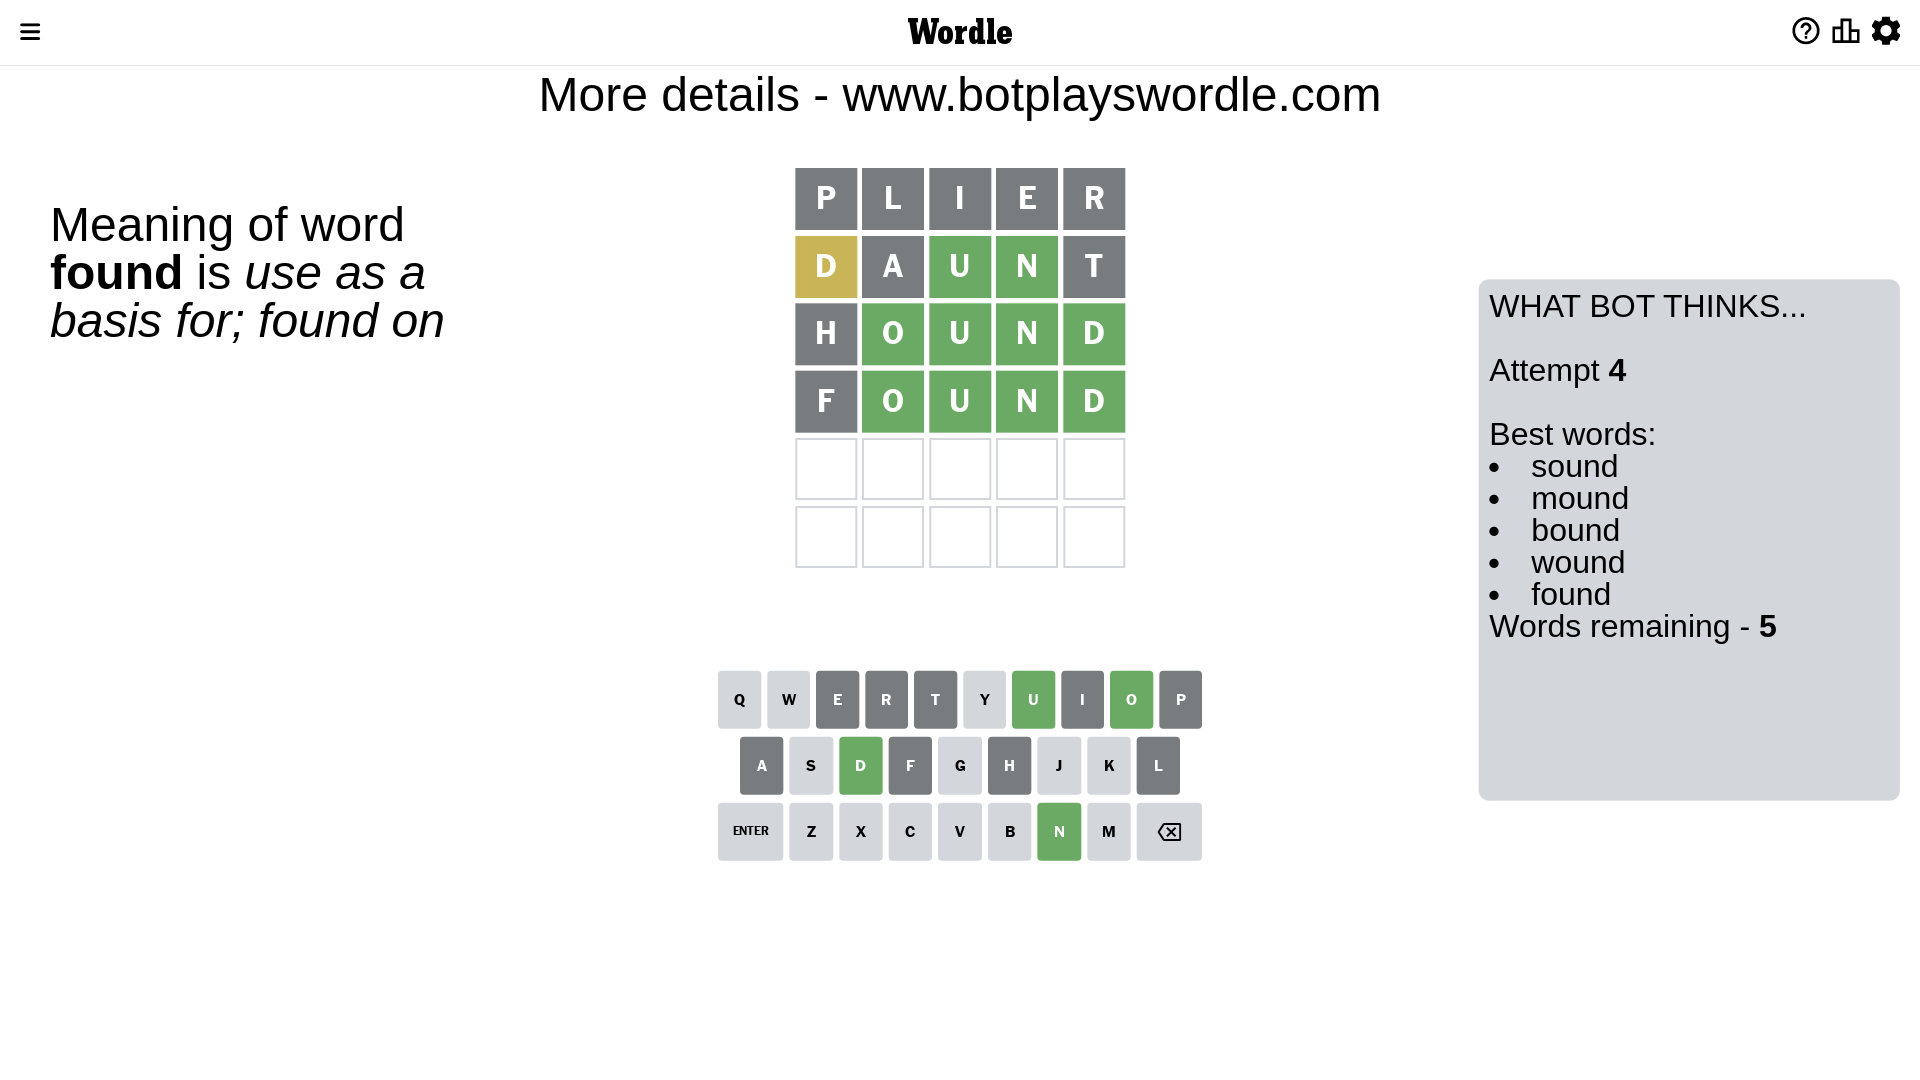 Wordle
More details - www.botplayswordle.com
Meaning of word
found is use as a
basis for; found on
P L I E R
D A U N T
H O U N D
F O U N D
WHAT BOT THINKS...
Attempt 4
Best words:
• sound
• mound
• bound
• wound
• found
Words remaining - 5
Q W E R T Y U I O P
A S D F G H J K L
ENTER Z X C V B N M